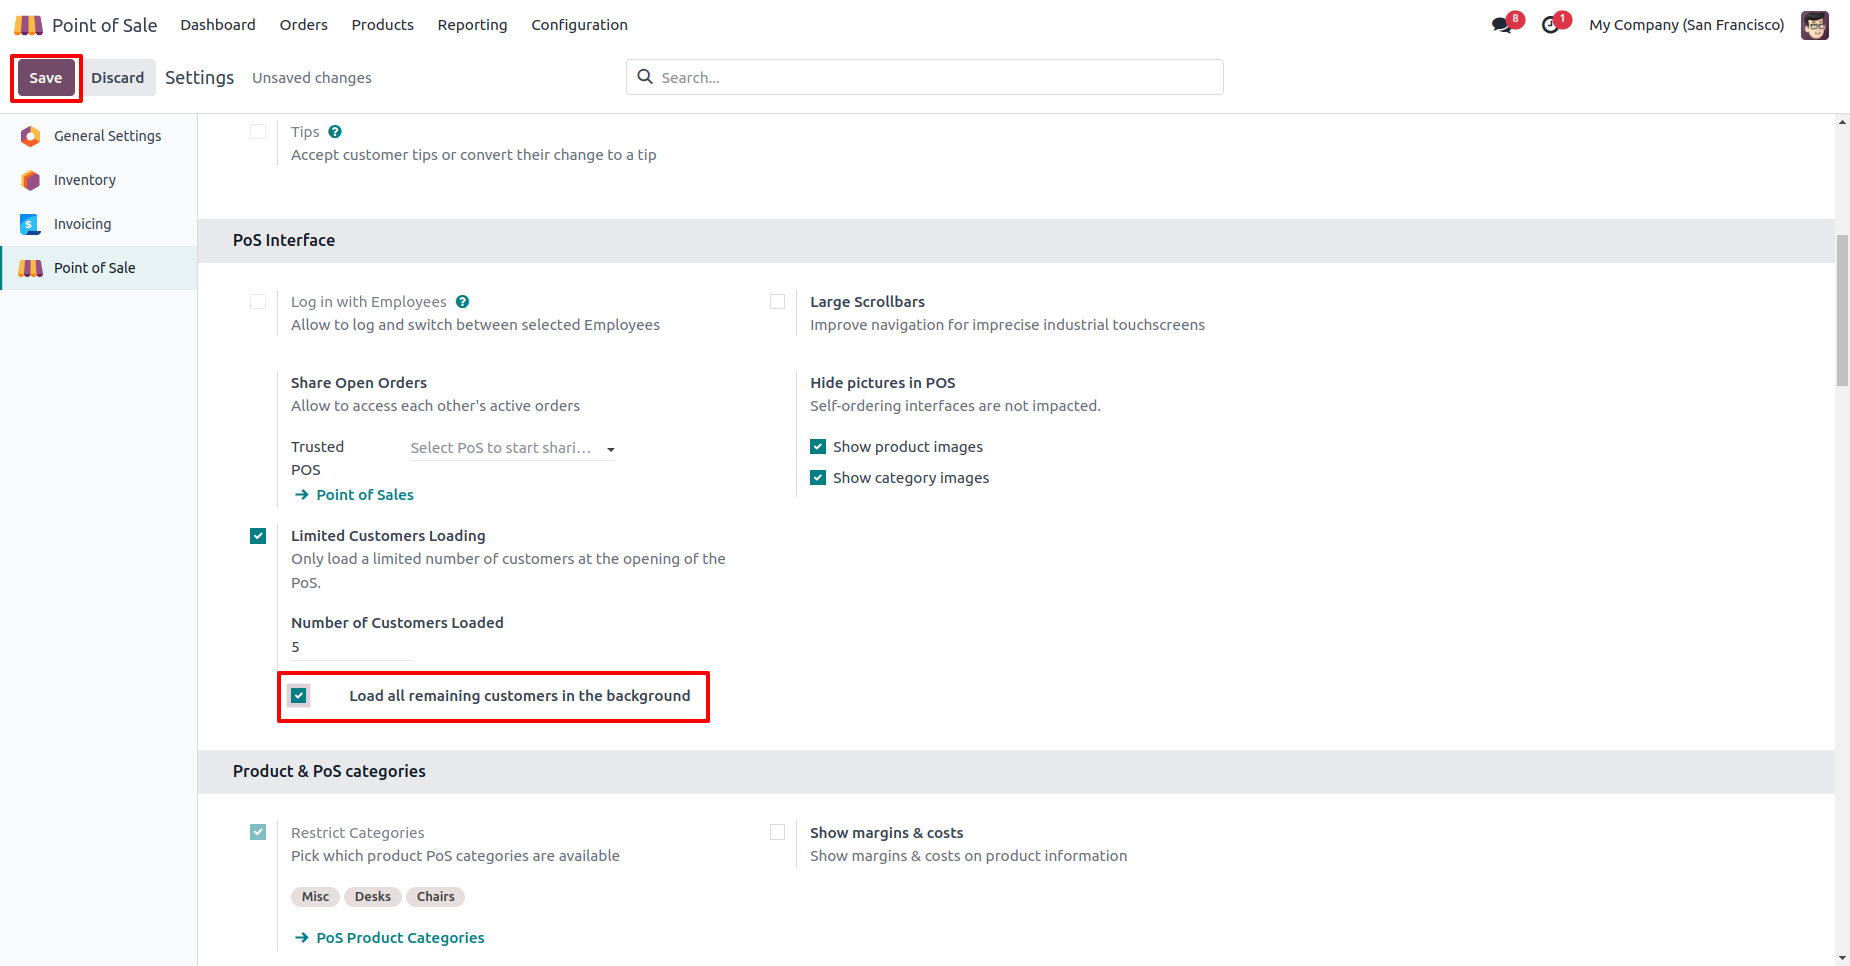 Point of Sale Dashboard Orders Products Reporting Configuration 8 1 My Company (San Francisco)
Save Discard Settings Unsaved changes Search...
General Settings
Inventory
Invoicing
Point of Sale
Tips ?
Accept customer tips or convert their change to a tip
PoS Interface
Log in with Employees ?
Allow to log and switch between selected Employees
Large Scrollbars
Improve navigation for imprecise industrial touchscreens
Share Open Orders
Allow to access each other's active orders
Trusted POS
Select PoS to start shari...
Point of Sales
Hide pictures in POS
Self-ordering interfaces are not impacted.
Show product images
Show category images
Limited Customers Loading
Only load a limited number of customers at the opening of the
PoS.
Number of Customers Loaded
5
Load all remaining customers in the background
Product & PoS categories
Restrict Categories
Pick which product PoS categories are available
Misc Desks Chairs
PoS Product Categories
Show margins & costs
Show margins & costs on product information